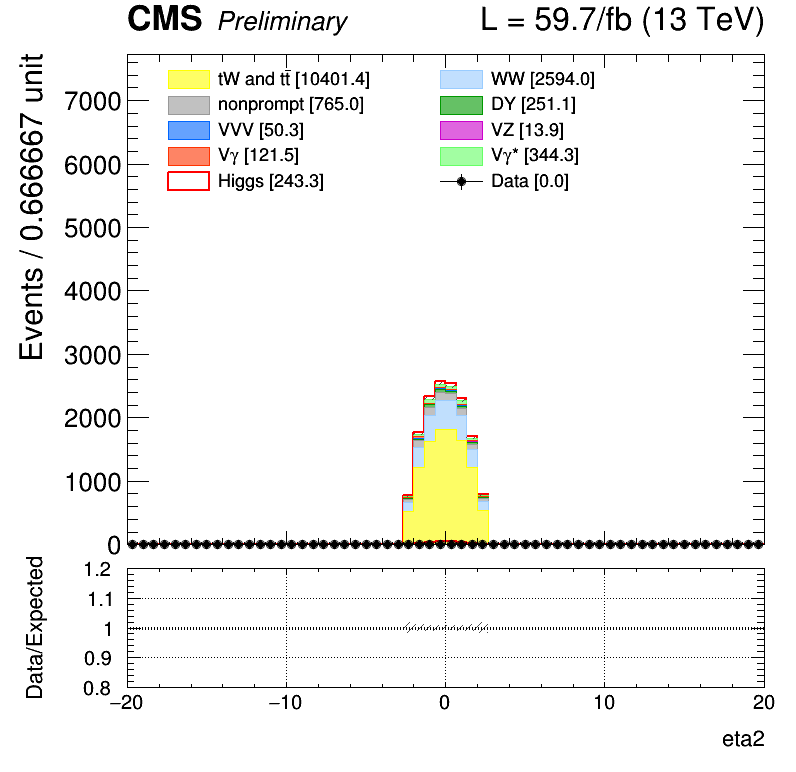 CMS Preliminary L = 59.7/fb (13 TeV)
Events / 0.666667 unit
tW and tt̄ [10401.4] WW [2594.0]
nonprompt [765.0] DY [251.1]
VVV [50.3] VZ [13.9]
Vγ [121.5] Vγ* [344.3]
Higgs [243.3] Data [0.0]
7000
6000
5000
4000
3000
2000
1000
0
Data/Expected
1.2
1.1
1
0.9
0.8
−20 −10 0 10 20
eta2